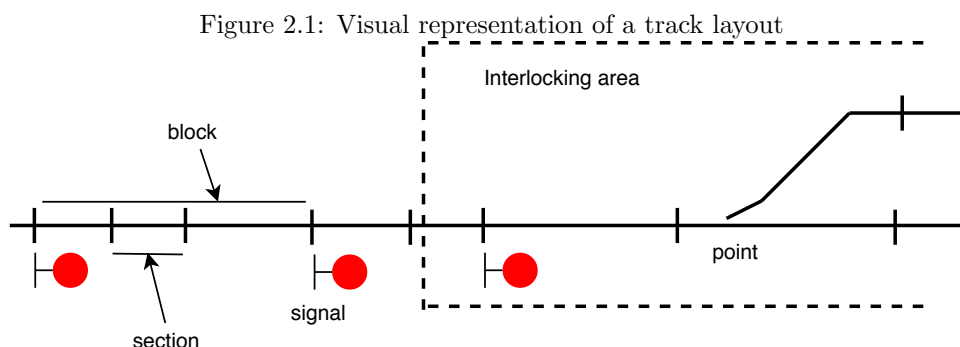 Figure 2.1: Visual representation of a track layout
Interlocking area
block
point
signal
section